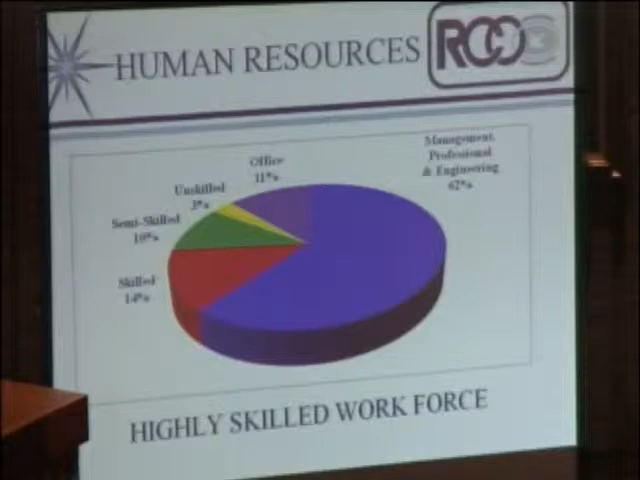 HUMAN RESOURCES
RCC
Management,
Professional
& Engineering
62%
Office
11%
Unskilled
3%
Semi-Skilled
10%
Skilled
14%
HIGHLY SKILLED WORK FORCE